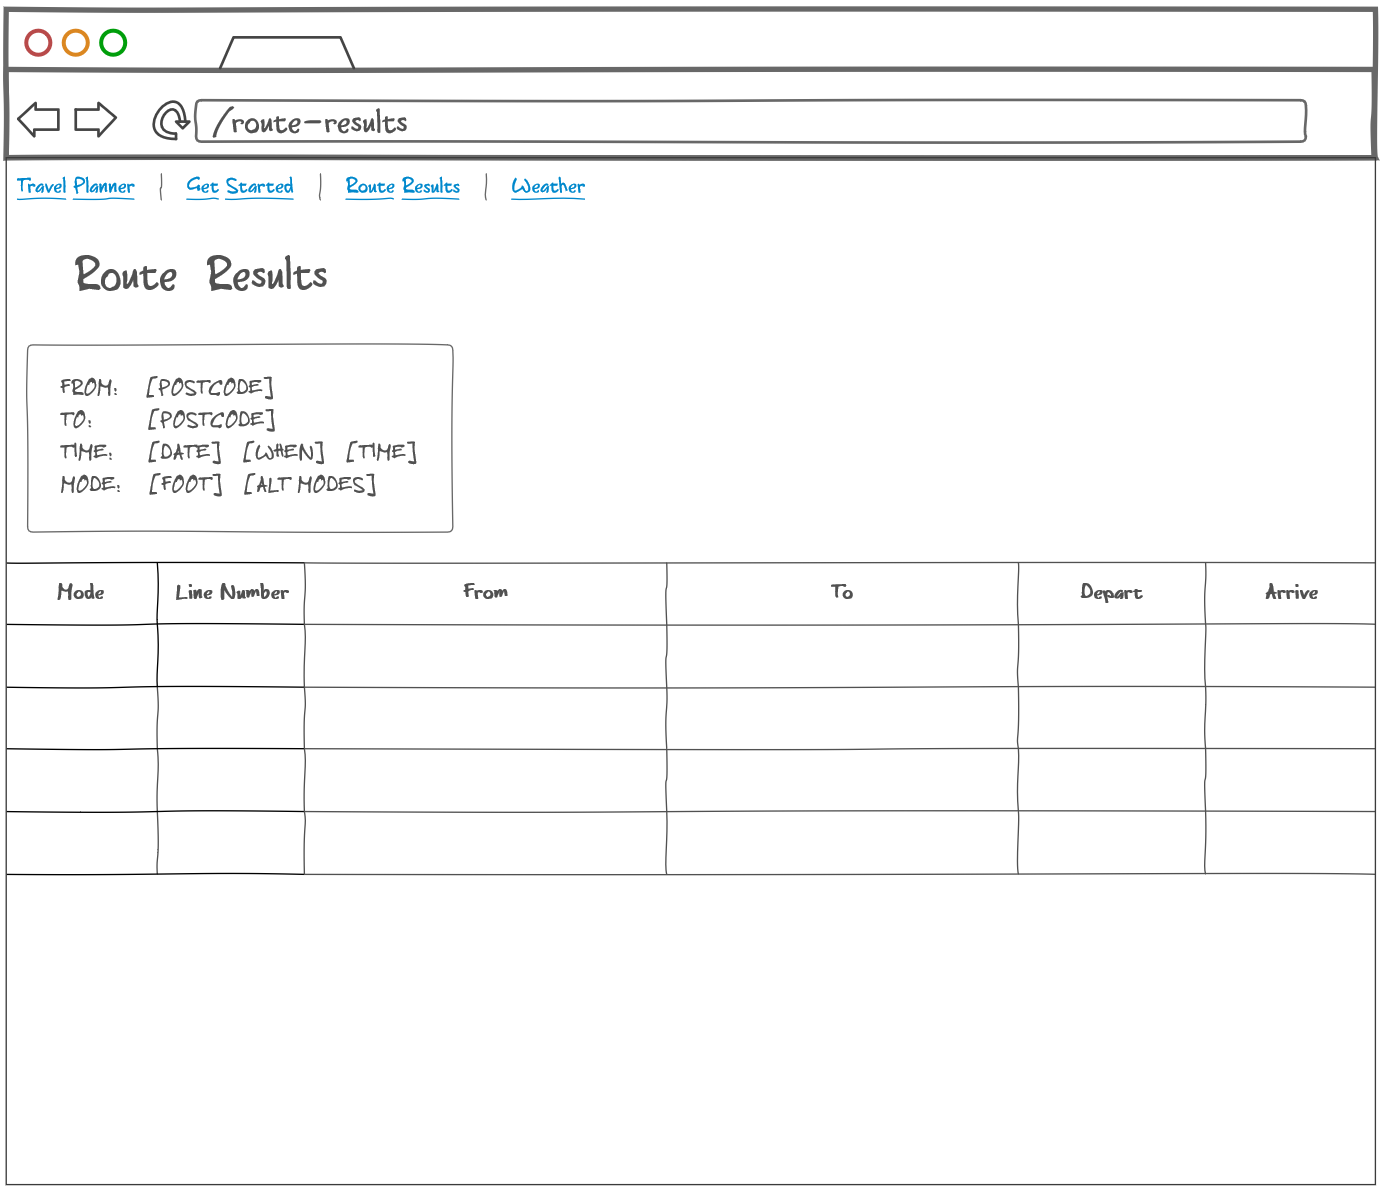 /route-results
Travel Planner | Get Started | Route Results | Weather
Route Results
FROM: [POSTCODE]
TO: [POSTCODE]
TIME: [DATE] [WHEN] [TIME]
MODE: [FOOT] [ALT MODES]
Mode Line Number From To Depart Arrive